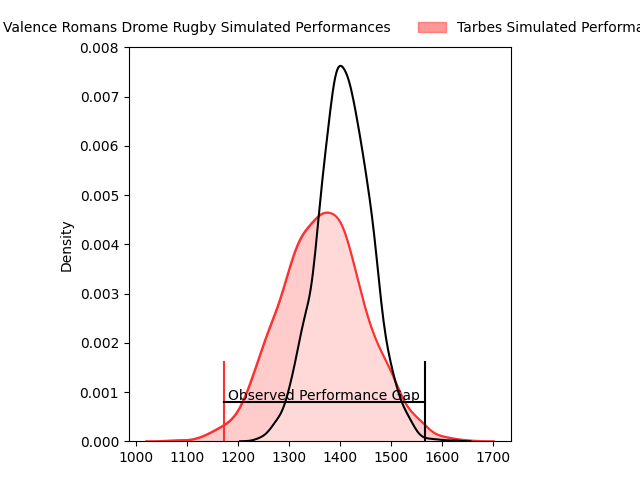 Valence Romans Drome Rugby Simulated Performances
Tarbes Simulated
0.008
0.007
0.006
0.005
0.004
0.003
0.002
0.001
0.000
Density
Observed Performance Gap
1000 1100 1200 1300 1400 1500 1600 1700